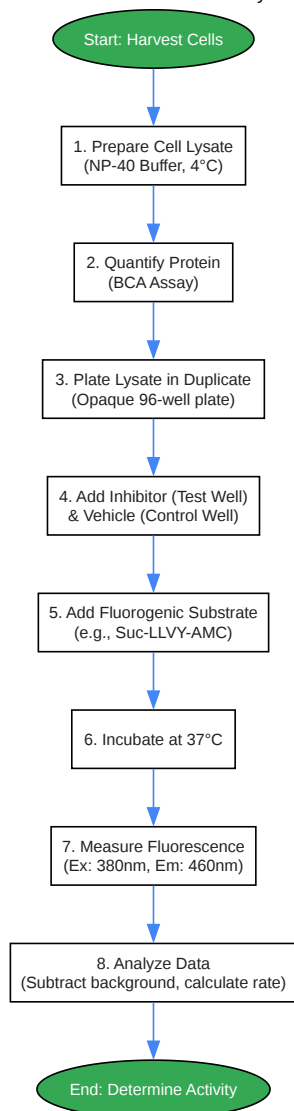 Start: Harvest Cells
1. Prepare Cell Lysate
(NP-40 Buffer, 4°C)
2. Quantify Protein
(BCA Assay)
3. Plate Lysate in Duplicate
(Opaque 96-well plate)
4. Add Inhibitor (Test Well)
& Vehicle (Control Well)
5. Add Fluorogenic Substrate
(e.g., Suc-LLVY-AMC)
6. Incubate at 37°C
7. Measure Fluorescence
(Ex: 380nm, Em: 460nm)
8. Analyze Data
(Subtract background, calculate rate)
End: Determine Activity